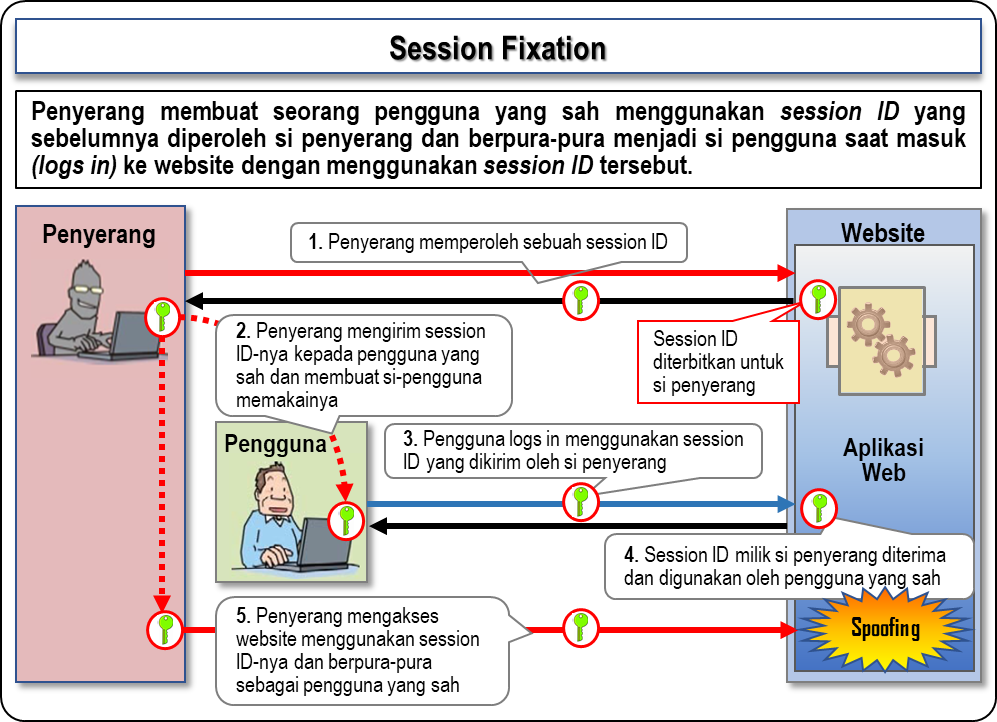 Session Fixation
Penyerang membuat seorang pengguna yang sah menggunakan session ID yang
sebelumnya diperoleh si penyerang dan berpura-pura menjadi si pengguna saat masuk
(logs in) ke website dengan menggunakan session ID tersebut.
Penyerang
1. Penyerang memperoleh sebuah session ID
Website
Session ID
diterbitkan untuk
si penyerang
2. Penyerang mengirim session
ID-nya kepada pengguna yang
sah dan membuat si-pengguna
memakainya
Pengguna
3. Pengguna logs in menggunakan session
ID yang dikirim oleh si penyerang
Aplikasi
Web
4. Session ID milik si penyerang diterima
dan digunakan oleh pengguna yang sah
5. Penyerang mengakses
website menggunakan session
ID-nya dan berpura-pura
sebagai pengguna yang sah
Spoofing